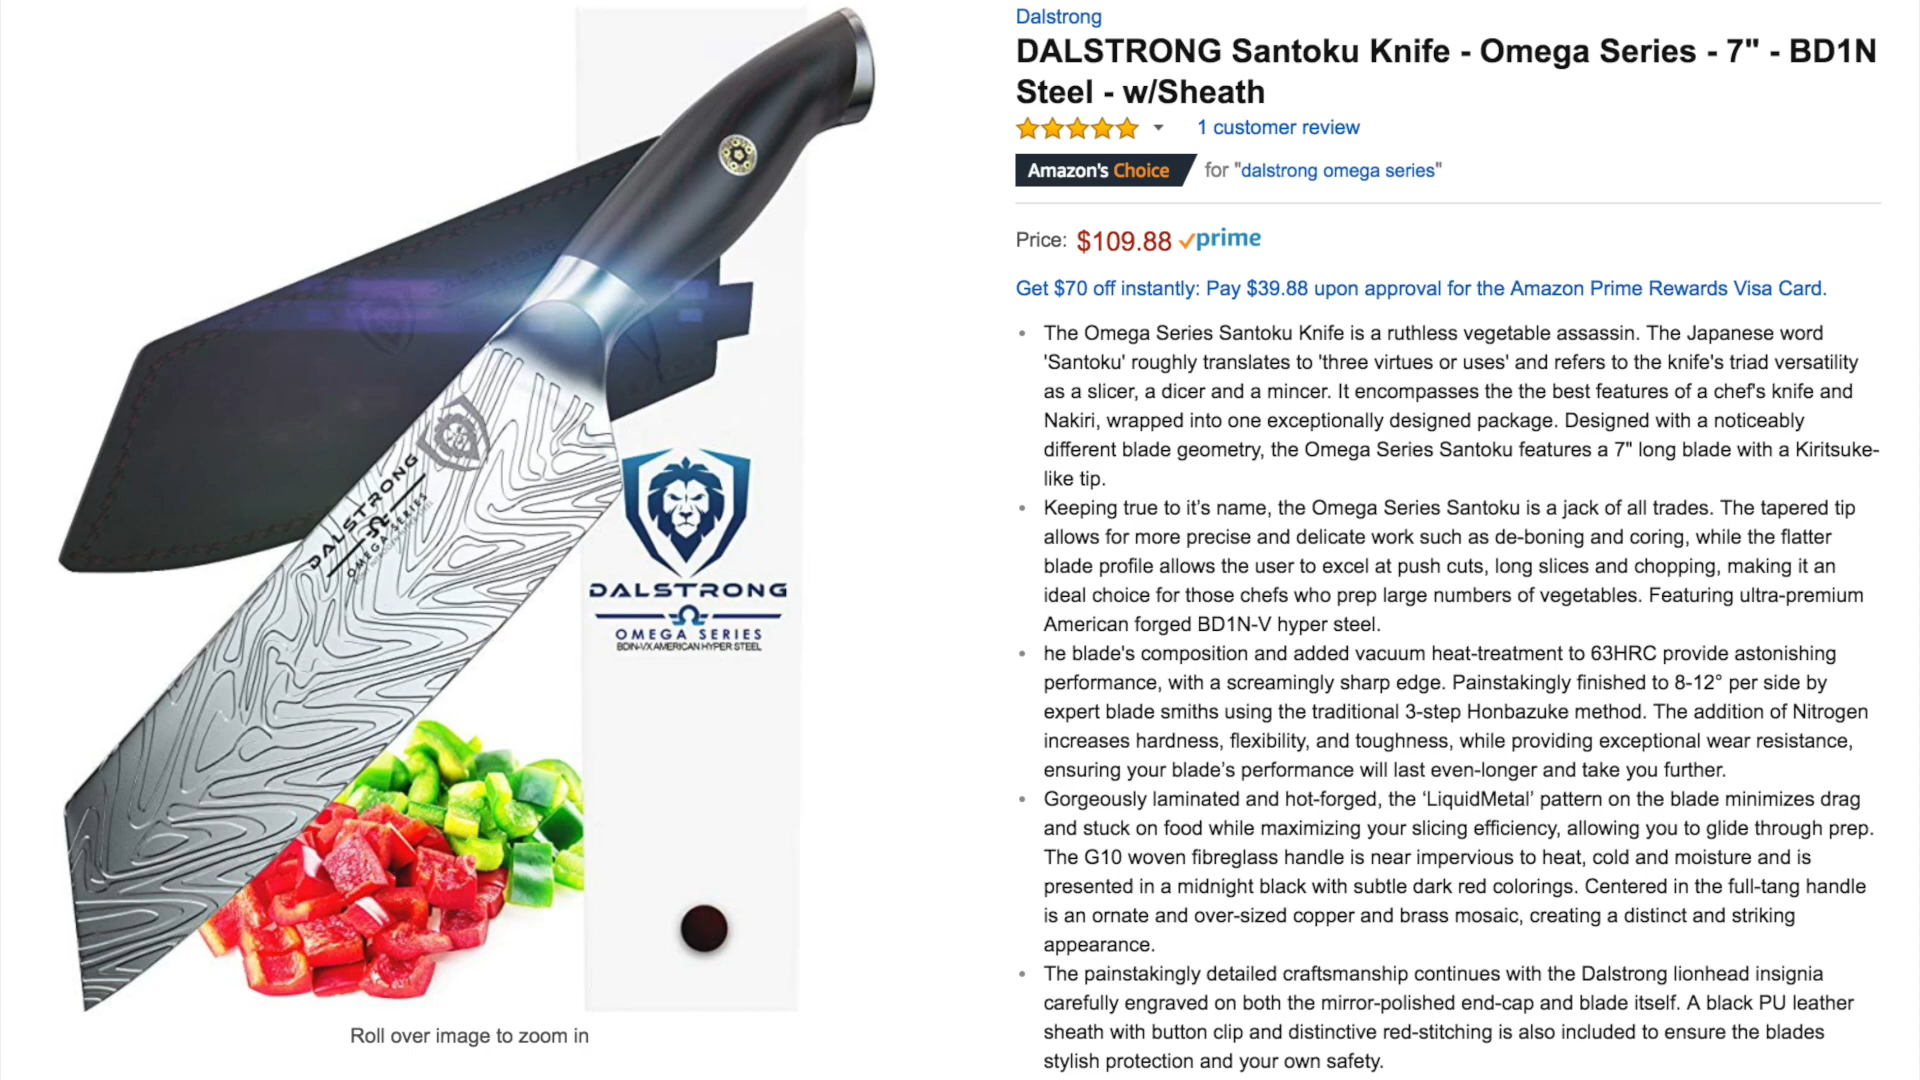 Dalstrong
DALSTRONG Santoku Knife - Omega Series - 7" - BD1N
Steel - w/Sheath
1 customer review
Amazon's Choice for "dalstrong omega series"
Price: $109.88 prime
Get $70 off instantly: Pay $39.88 upon approval for the Amazon Prime Rewards Visa Card.
The Omega Series Santoku Knife is a ruthless vegetable assassin. The Japanese word
'Santoku' roughly translates to 'three virtues or uses' and refers to the knife's triad versatility
as a slicer, a dicer and a mincer. It encompasses the the best features of a chef's knife and
Nakiri, wrapped into one exceptionally designed package. Designed with a noticeably
different blade geometry, the Omega Series Santoku features a 7" long blade with a Kiritsuke-
like tip.
Keeping true to it’s name, the Omega Series Santoku is a jack of all trades. The tapered tip
allows for more precise and delicate work such as de-boning and coring, while the flatter
blade profile allows the user to excel at push cuts, long slices and chopping, making it an
ideal choice for those chefs who prep large numbers of vegetables. Featuring ultra-premium
American forged BD1N-V hyper steel.
he blade's composition and added vacuum heat-treatment to 63HRC provide astonishing
performance, with a screamingly sharp edge. Painstakingly finished to 8-12° per side by
expert blade smiths using the traditional 3-step Honbazuke method. The addition of Nitrogen
increases hardness, flexibility, and toughness, while providing exceptional wear resistance,
ensuring your blade’s performance will last even-longer and take you further.
Gorgeously laminated and hot-forged, the ‘LiquidMetal’ pattern on the blade minimizes drag
and stuck on food while maximizing your slicing efficiency, allowing you to glide through prep.
The G10 woven fibreglass handle is near impervious to heat, cold and moisture and is
presented in a midnight black with subtle dark red colorings. Centered in the full-tang handle
is an ornate and over-sized copper and brass mosaic, creating a distinct and striking
appearance.
The painstakingly detailed craftsmanship continues with the Dalstrong lionhead insignia
carefully engraved on both the mirror-polished end-cap and blade itself. A black PU leather
sheath with button clip and distinctive red-stitching is also included to ensure the blades
stylish protection and your own safety.
DALSTRONG
OMEGA SERIES
DALSTRONG
Ω
OMEGA SERIES
BD1N-VX AMERICAN HYPER STEEL
Roll over image to zoom in